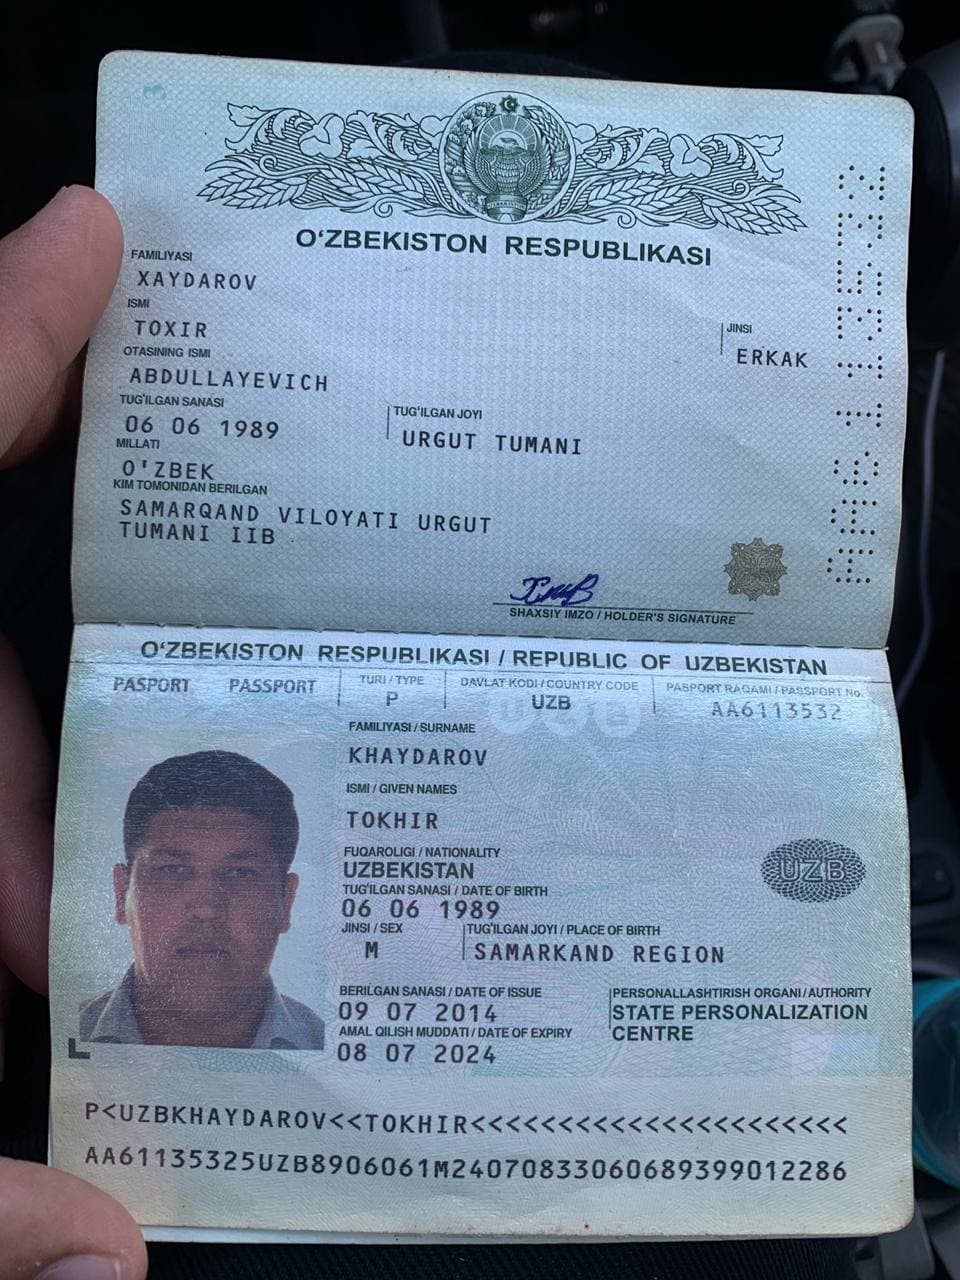 O‘ZBEKISTON RESPUBLIKASI
FAMILIYASI
XAYDAROV
ISMI
TOXIR
JINSI
ERKAK
OTASINING ISMI
ABDULLAYEVICH
TUG‘ILGAN SANASI
06 06 1989
TUG‘ILGAN JOYI
URGUT TUMANI
MILLATI
O'ZBEK
KIM TOMONIDAN BERILGAN
SAMARQAND VILOYATI URGUT
TUMANI IIB
SHAXSIY IMZO / HOLDER'S SIGNATURE
AA6113532
O‘ZBEKISTON RESPUBLIKASI / REPUBLIC OF UZBEKISTAN
PASPORT PASSPORT
TURI / TYPE
P
DAVLAT KODI / COUNTRY CODE
UZB
PASPORT RAQAMI / PASSPORT No.
AA6113532
FAMILIYASI / SURNAME
KHAYDAROV
ISMI / GIVEN NAMES
TOKHIR
FUQAROLIGI / NATIONALITY
UZBEKISTAN
UZB
TUG‘ILGAN SANASI / DATE OF BIRTH
06 06 1989
JINSI / SEX
M
TUG‘ILGAN JOYI / PLACE OF BIRTH
SAMARKAND REGION
BERILGAN SANASI / DATE OF ISSUE
09 07 2014
PERSONALLASHTIRISH ORGANI / AUTHORITY
STATE PERSONALIZATION
CENTRE
AMAL QILISH MUDDATI / DATE OF EXPIRY
08 07 2024
P<UZBKHAYDAROV<<TOKHIR<<<<<<<<<<<<<<<<<<<<<<
AA61135325UZB8906061M24070833060689399012286